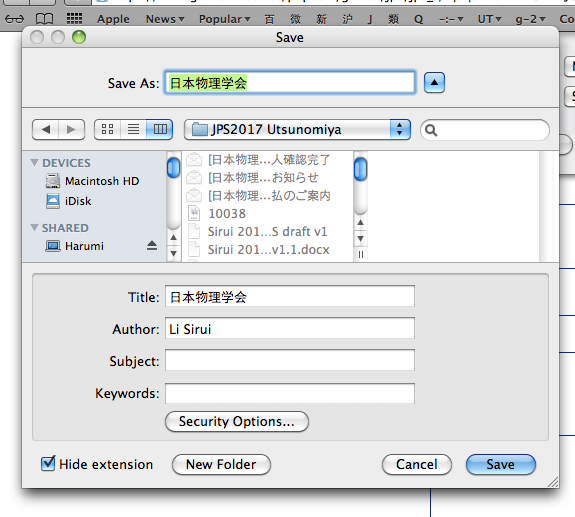 Apple News▾ Popular▾ 百 微 新 沪 J 類 Q -:-▾ UT▾ g-2▾ Co
Save
Save As: 日本物理学会
JPS2017 Utsunomiya
DEVICES
Macintosh HD
iDisk
SHARED
Harumi
[日本物理...人確認完了
[日本物理...お知らせ
[日本物理...払のご案内
10038
Sirui 201...S draft v1
Sirui 201...v1.1.docx
Title: 日本物理学会
Author: Li Sirui
Subject:
Keywords:
Security Options...
Hide extension New Folder Cancel Save